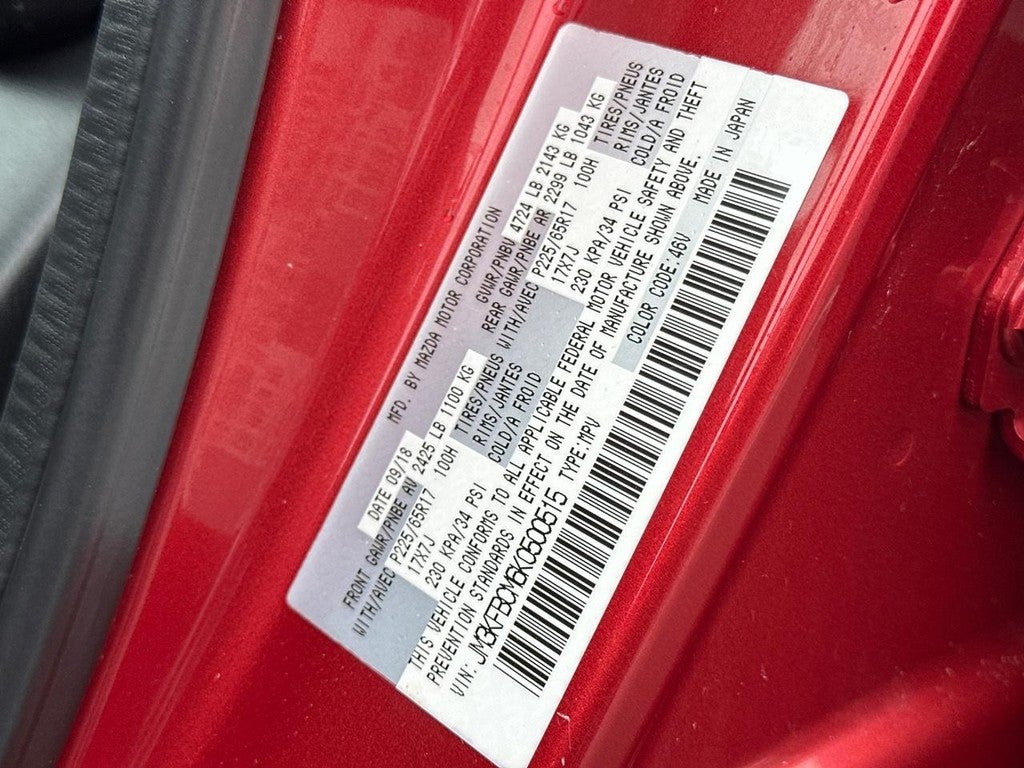 MFD. BY MAZDA MOTOR CORPORATION
DATE 09/18 GVWR/PNBV 4724 LB 2143 KG
FRONT GAWR/PNBE AV 2425 LB 1100 KG REAR GAWR/PNBE AR 2299 LB 1043 KG
WITH/AVEC P225/65R17 100H TIRES/PNEUS WITH/AVEC P225/65R17 100H TIRES/PNEUS
17X7J RIMS/JANTES 17X7J RIMS/JANTES
230 KPA/34 PSI COLD/A FROID 230 KPA/34 PSI COLD/A FROID
THIS VEHICLE CONFORMS TO ALL APPLICABLE FEDERAL MOTOR VEHICLE SAFETY AND THEFT
PREVENTION STANDARDS IN EFFECT ON THE DATE OF MANUFACTURE SHOWN ABOVE.
VIN: JM3KFBCM6K0500515 TYPE:MPV COLOR CODE:46V MADE IN JAPAN